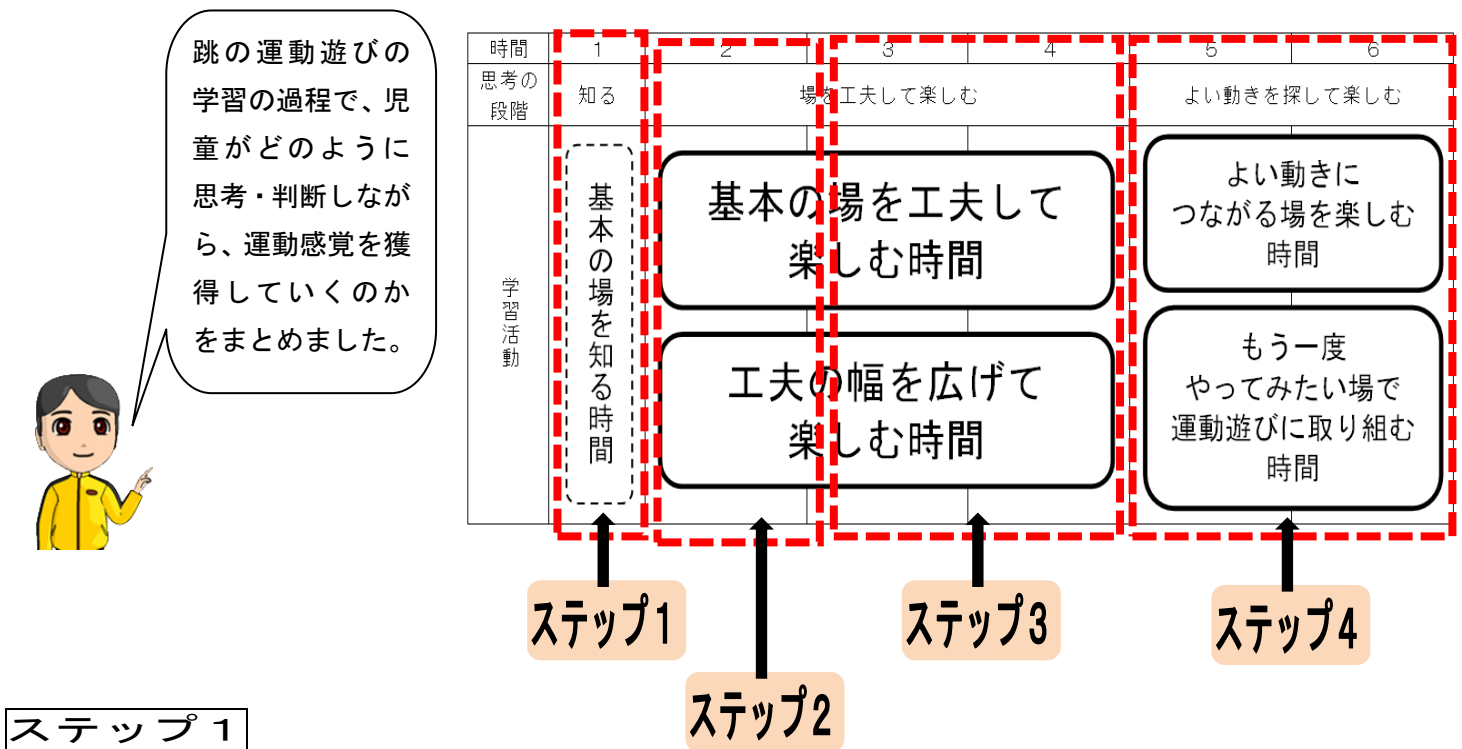 跳の運動遊びの
学習の過程で、児
童がどのように
思考・判断しなが
ら、運動感覚を獲
得していくのか
をまとめました。
時間
1
2
3
4
5
6
思考の
段階
知る
場を工夫して楽しむ
よい動きを探して楽しむ
学習活動
基本の場を知る時間
基本の場を工夫して
楽しむ時間
工夫の幅を広げて
楽しむ時間
よい動きに
つながる場を楽しむ
時間
もう一度
やってみたい場で
運動遊びに取り組む
時間
ステップ1
ステップ3
ステップ4
ステップ2
ステップ1